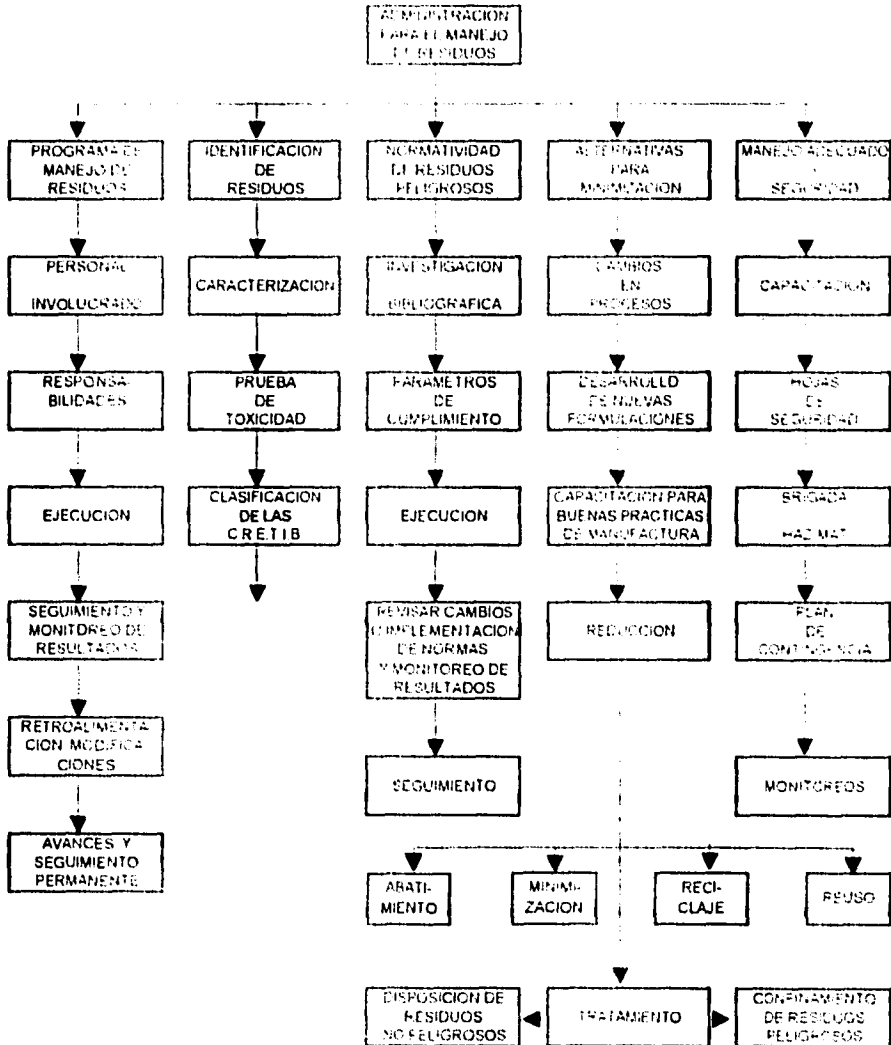 ADMINISTRACION
PARA EL MANEJO
DE RESIDUOS
PROGRAMA DE
MANEJO DE
RESIDUOS
IDENTIFICACION
DE
RESIDUOS
NORMATIVIDAD
DE RESIDUOS
PELIGROSOS
ALTERNATIVAS
PARA
MINIMIZACION
MANEJO ADECUADO
Y
SEGURIDAD
PERSONAL
INVOLUCRADO
CARACTERIZACION
INVESTIGACION
BIBLIOGRAFICA
CAMBIOS
EN
PROCESOS
CAPACITACION
RESPONSA-
BILIDADES
PRUEBA
DE
TOXICIDAD
PARAMETROS
DE
CUMPLIMIENTO
DESARROLLO
DE NUEVAS
FORMULACIONES
HOJAS
DE
SEGURIDAD
EJECUCION
CLASIFICACION
DE LAS
C R E T I B
EJECUCION
CAPACITACION PARA
BUENAS PRACTICAS
DE MANUFACTURA
BRIGADA
HAZ MAT
SEGUIMIENTO Y
MONITOREO DE
RESULTADOS
REVISAR CAMBIOS
COMPLEMENTACION
DE NORMAS
Y MONITOREO DE
RESULTADOS
REDUCCION
PLAN
DE
CONTINGENCIA
RETROALIMENTA
CION MODIFICA
CIONES
SEGUIMIENTO
MONITOREOS
AVANCES Y
SEGUIMIENTO
PERMANENTE
ABATI-
MIENTO
MINIMI-
ZACION
RECI-
CLAJE
REUSO
DISPOSICION DE
RESIDUOS
NO PELIGROSOS
TRATAMIENTO
CONFINAMIENTO
DE RESIDUOS
PELIGROSOS